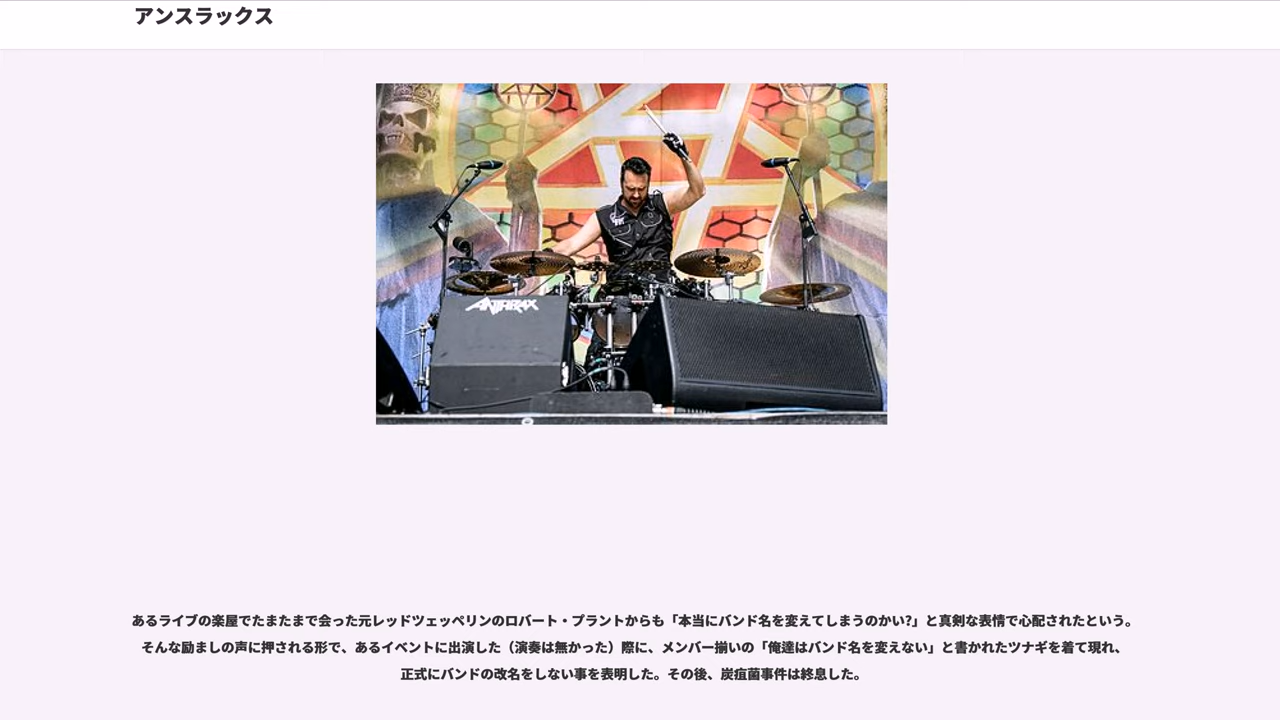 アンスラックス
ANTHRAX
あるライブの楽屋でたまたまで会った元レッドツェッペリンのロバート・プラントからも「本当にバンド名を変えてしまうのかい?」と真剣な表情で心配されたという。
そんな励ましの声に押される形で、あるイベントに出演した（演奏は無かった）際に、メンバー揃いの「俺達はバンド名を変えない」と書かれたツナギを着て現れ、
正式にバンドの改名をしない事を表明した。その後、炭疽菌事件は終息した。